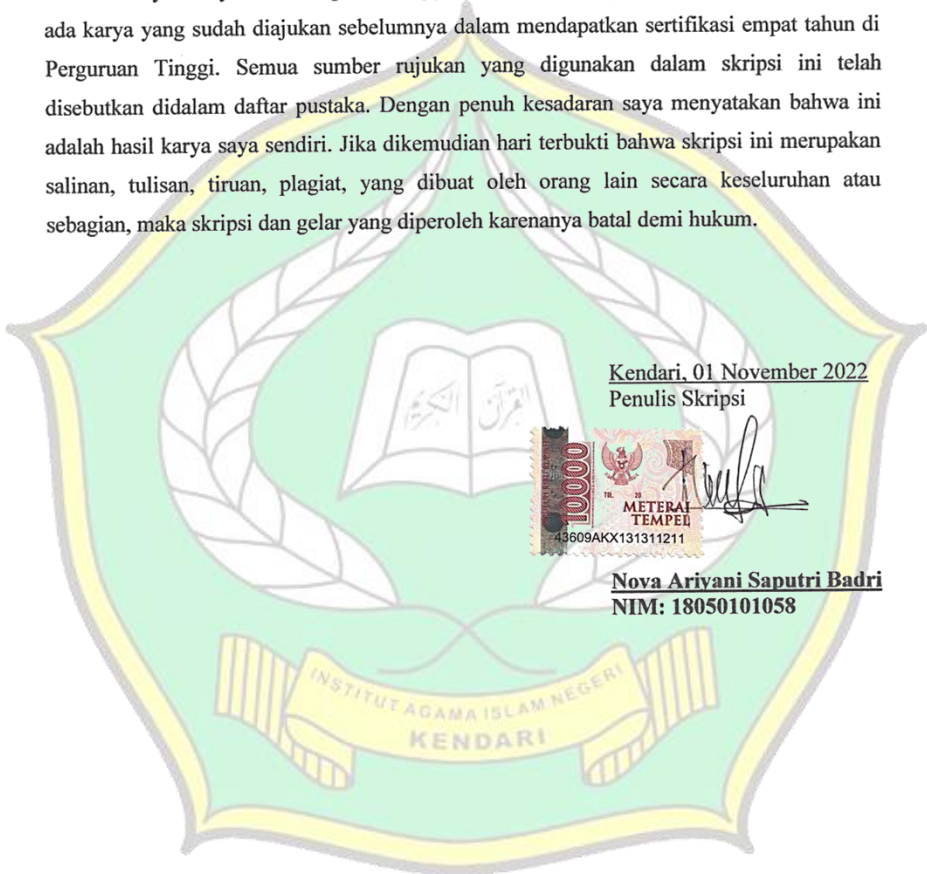 ada karya yang sudah diajukan sebelumnya dalam mendapatkan sertifikasi empat tahun di
Perguruan Tinggi. Semua sumber rujukan yang digunakan dalam skripsi ini telah
disebutkan didalam daftar pustaka. Dengan penuh kesadaran saya menyatakan bahwa ini
adalah hasil karya saya sendiri. Jika dikemudian hari terbukti bahwa skripsi ini merupakan
salinan, tulisan, tiruan, plagiat, yang dibuat oleh orang lain secara keseluruhan atau
sebagian, maka skripsi dan gelar yang diperoleh karenanya batal demi hukum.
Kendari, 01 November 2022
Penulis Skripsi
10000
TGL. 20
METERAI
TEMPEL
43609AKX131311211
Nova Ariyani Saputri Badri
NIM: 18050101058
القرآن الكريم
INSTITUT AGAMA ISLAM NEGERI
KENDARI